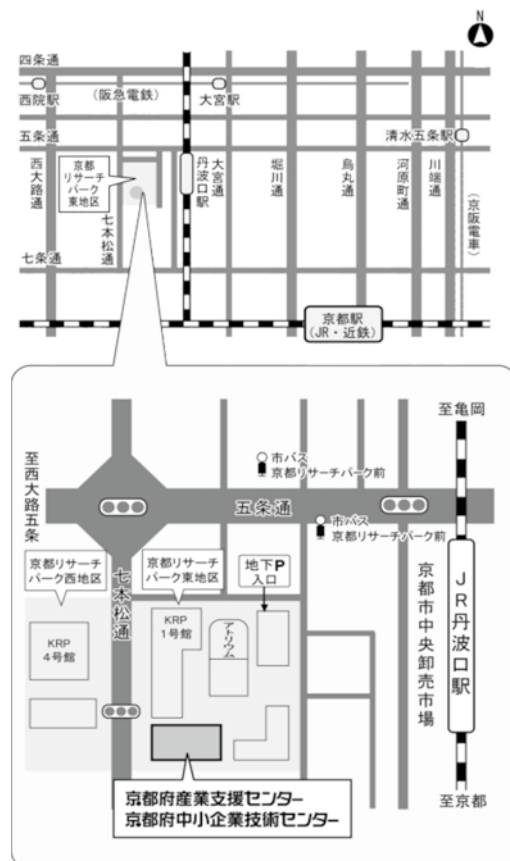 N
四条通
西院駅
(阪急電鉄)
大宮駅
五条通
清水五条駅
西大路通
京都
リサーチ
パーク
東地区
七本松通
丹波口駅
大宮通
堀川通
烏丸通
河原町通
川端通
(京阪電車)
七条通
京都駅
(JR・近鉄)
至亀岡
至西大路五条
市バス
京都リサーチパーク前
五条通
市バス
京都リサーチパーク前
京都リサーチ
パーク西地区
七本松通
京都リサーチ
パーク東地区
地下P
入口
KRP
4号館
KRP
1号館
アトリウム
京都市中央卸売市場
JR丹波口駅
京都府産業支援センター
京都府中小企業技術センター
至京都